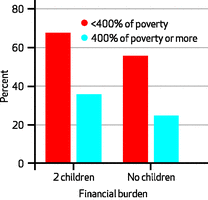 80
<400% of poverty
400% of poverty or more
60
40
20
0
Percent
2 children No children
Financial burden